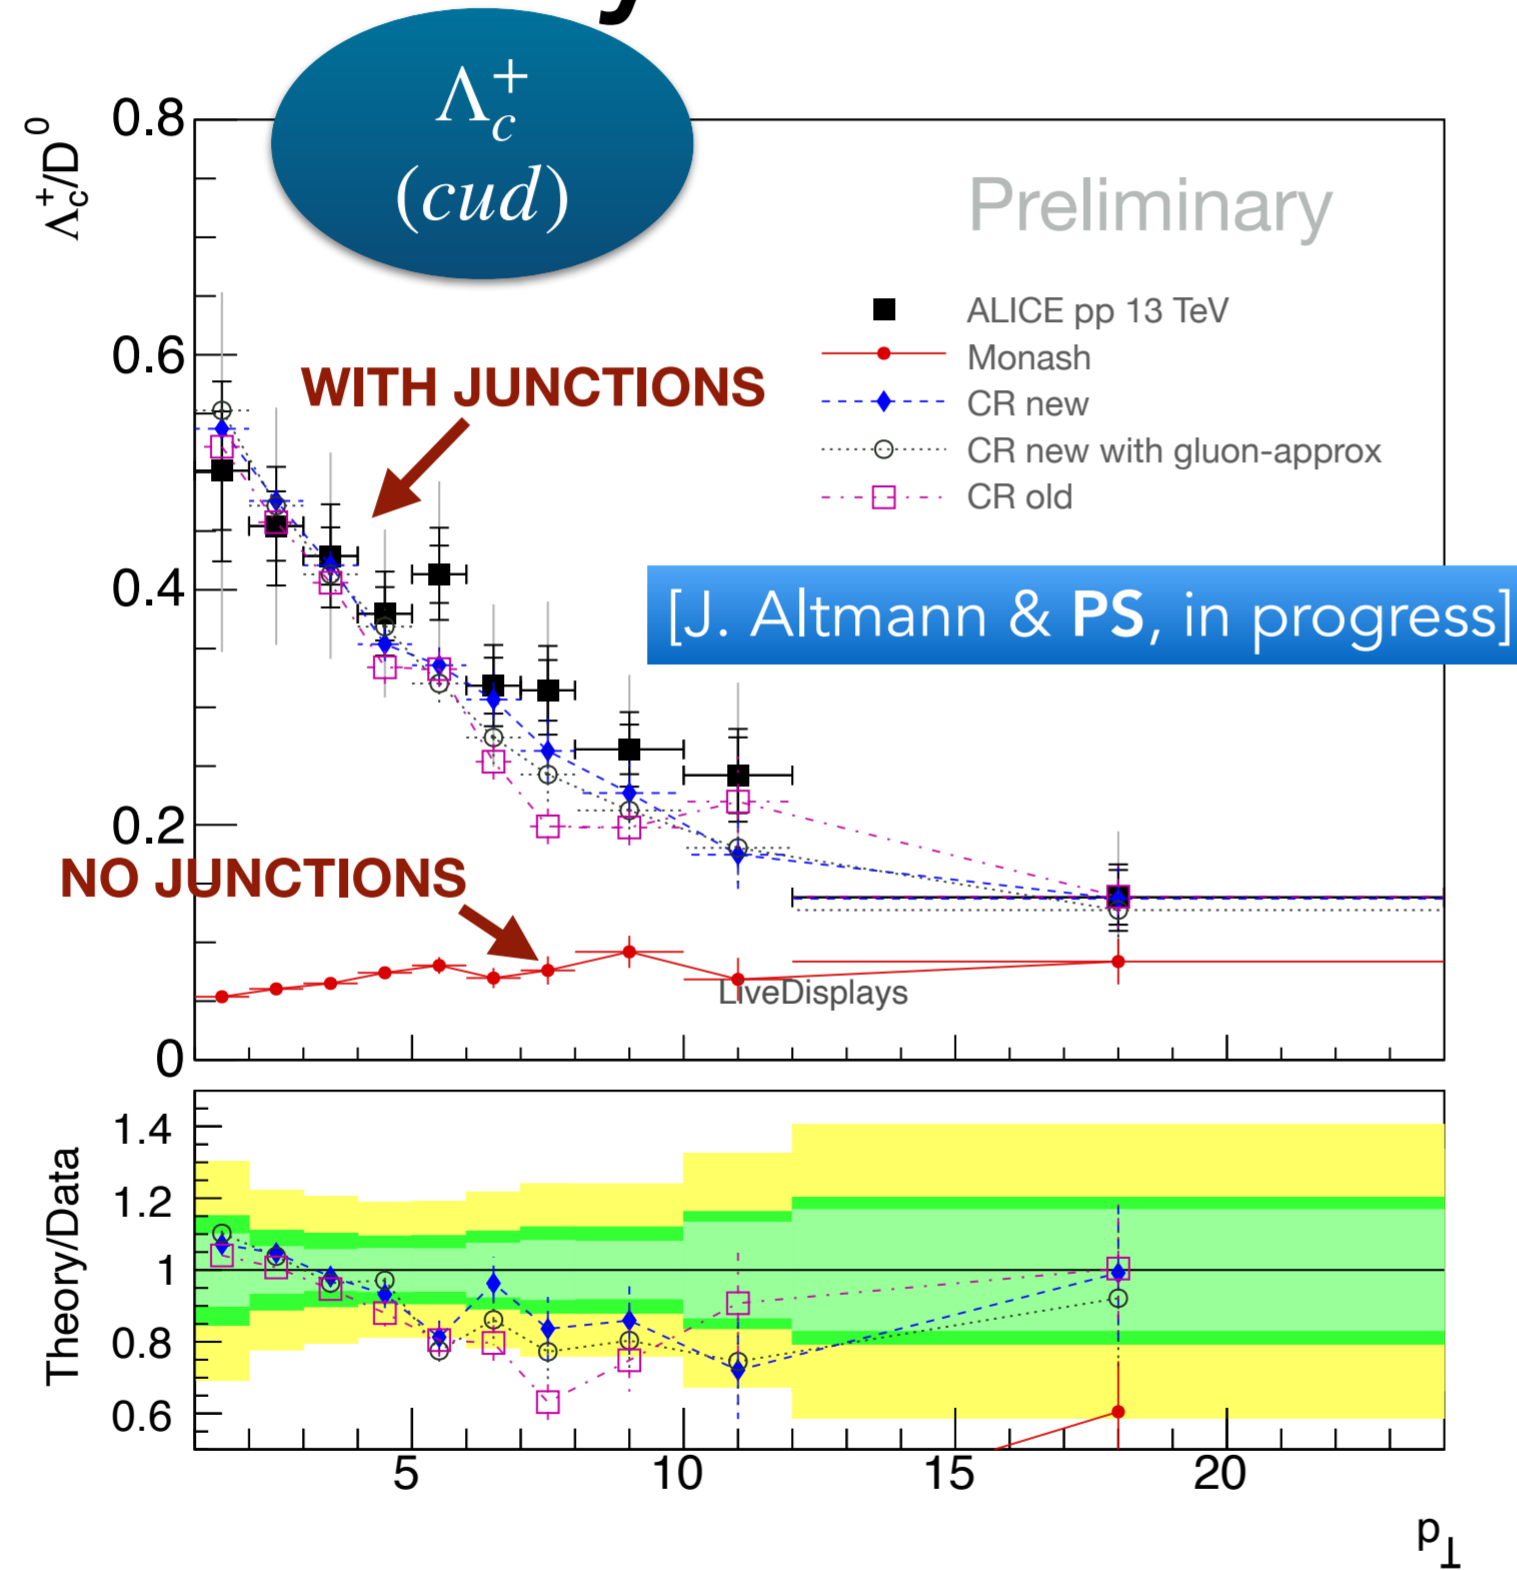 y
Λc+
(cud)
Λc+/D0
0.8
0.6
0.4
0.2
0
Preliminary
ALICE pp 13 TeV
Monash
CR new
CR new with gluon-approx
CR old
WITH JUNCTIONS
[J. Altmann & PS, in progress]
NO JUNCTIONS
LiveDisplays
Theory/Data
1.4
1.2
1
0.8
0.6
5
10
15
20
p⊥